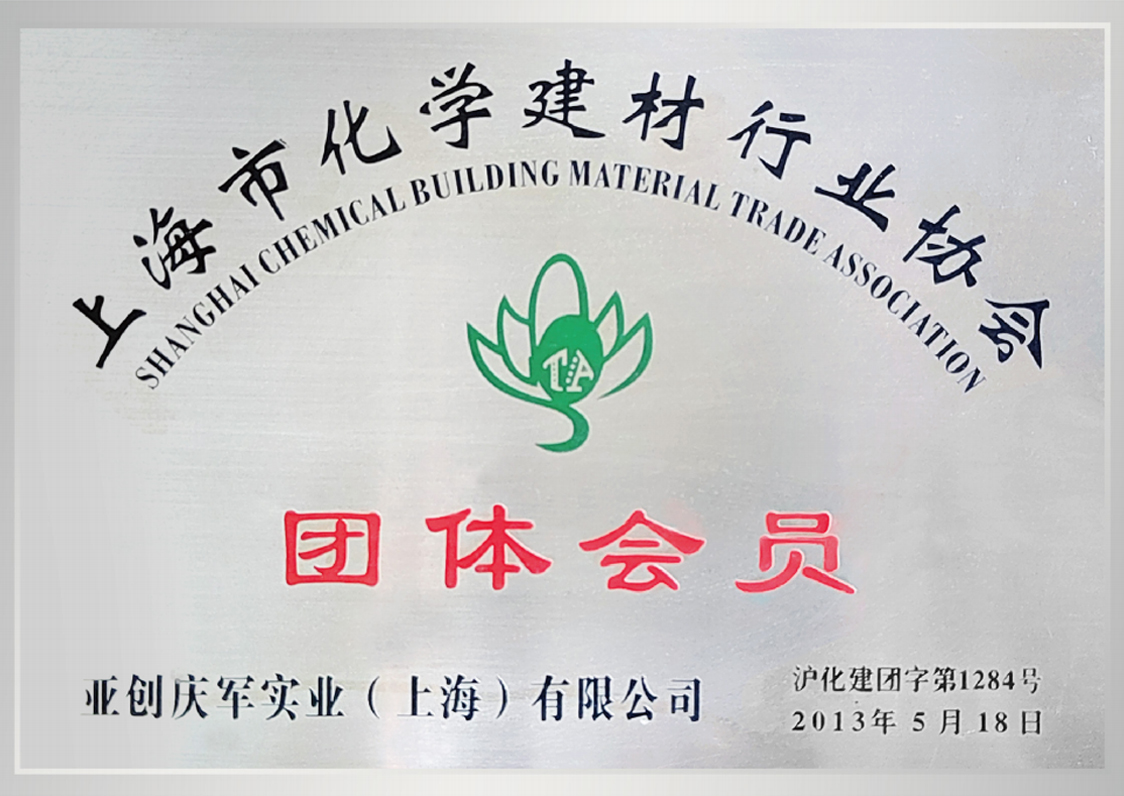 上海市化学建材行业协会
SHANGHAI CHEMICAL BUILDING MATERIAL TRADE ASSOCIATION
TA
团体会员
亚创庆军实业（上海）有限公司
沪化建团字第1284号
2013年 5 月 18 日